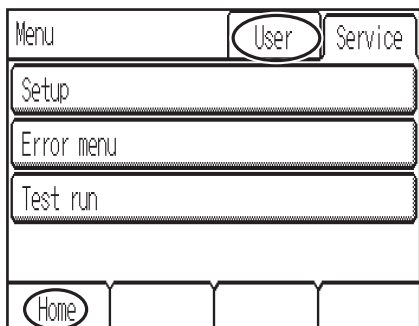 Menu User Service
Setup
Error menu
Test run
Home